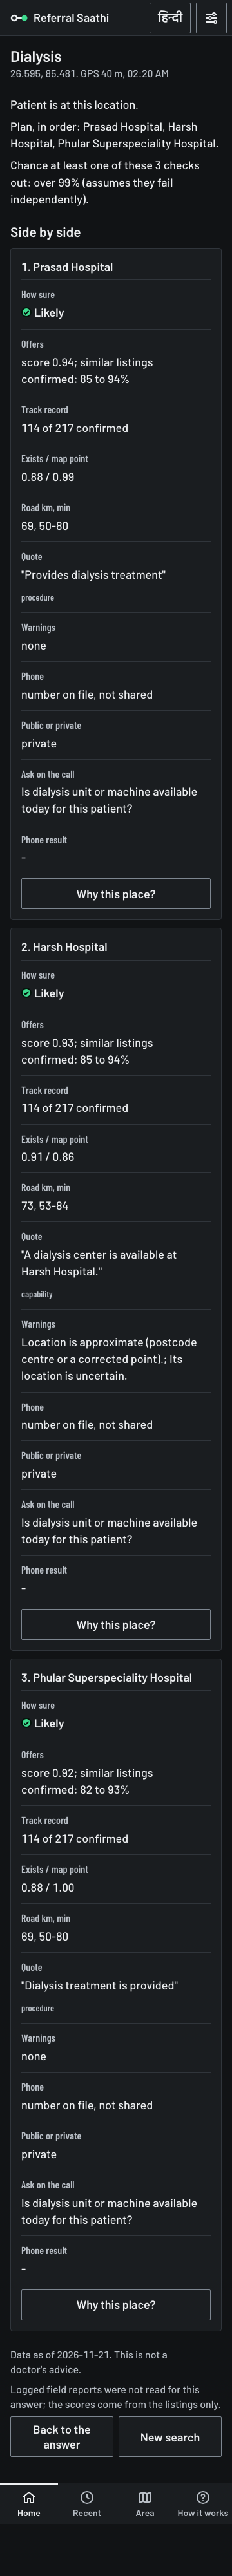 Referral Saathi
हिन्दी
Dialysis
26.595, 85.481. GPS 40 m, 02:20 AM
Patient is at this location.
Plan, in order: Prasad Hospital, Harsh
Hospital, Phular Superspeciality Hospital.
Chance at least one of these 3 checks
out: over 99% (assumes they fail
independently).
Side by side
1. Prasad Hospital
How sure
Likely
Offers
score 0.94; similar listings
confirmed: 85 to 94%
Track record
114 of 217 confirmed
Exists / map point
0.88 / 0.99
Road km, min
69, 50-80
Quote
"Provides dialysis treatment"
procedure
Warnings
none
Phone
number on file, not shared
Public or private
private
Ask on the call
Is dialysis unit or machine available
today for this patient?
Phone result
-
Why this place?
2. Harsh Hospital
How sure
Likely
Offers
score 0.93; similar listings
confirmed: 85 to 94%
Track record
114 of 217 confirmed
Exists / map point
0.91 / 0.86
Road km, min
73, 53-84
Quote
"A dialysis center is available at
Harsh Hospital."
capability
Warnings
Location is approximate (postcode
centre or a corrected point).; Its
location is uncertain.
Phone
number on file, not shared
Public or private
private
Ask on the call
Is dialysis unit or machine available
today for this patient?
Phone result
-
Why this place?
3. Phular Superspeciality Hospital
How sure
Likely
Offers
score 0.92; similar listings
confirmed: 82 to 93%
Track record
114 of 217 confirmed
Exists / map point
0.88 / 1.00
Road km, min
69, 50-80
Quote
"Dialysis treatment is provided"
procedure
Warnings
none
Phone
number on file, not shared
Public or private
private
Ask on the call
Is dialysis unit or machine available
today for this patient?
Phone result
-
Why this place?
Data as of 2026-11-21. This is not a
doctor's advice.
Logged field reports were not read for this
answer; the scores come from the listings only.
Back to the
answer
New search
Home
Recent
Area
How it works